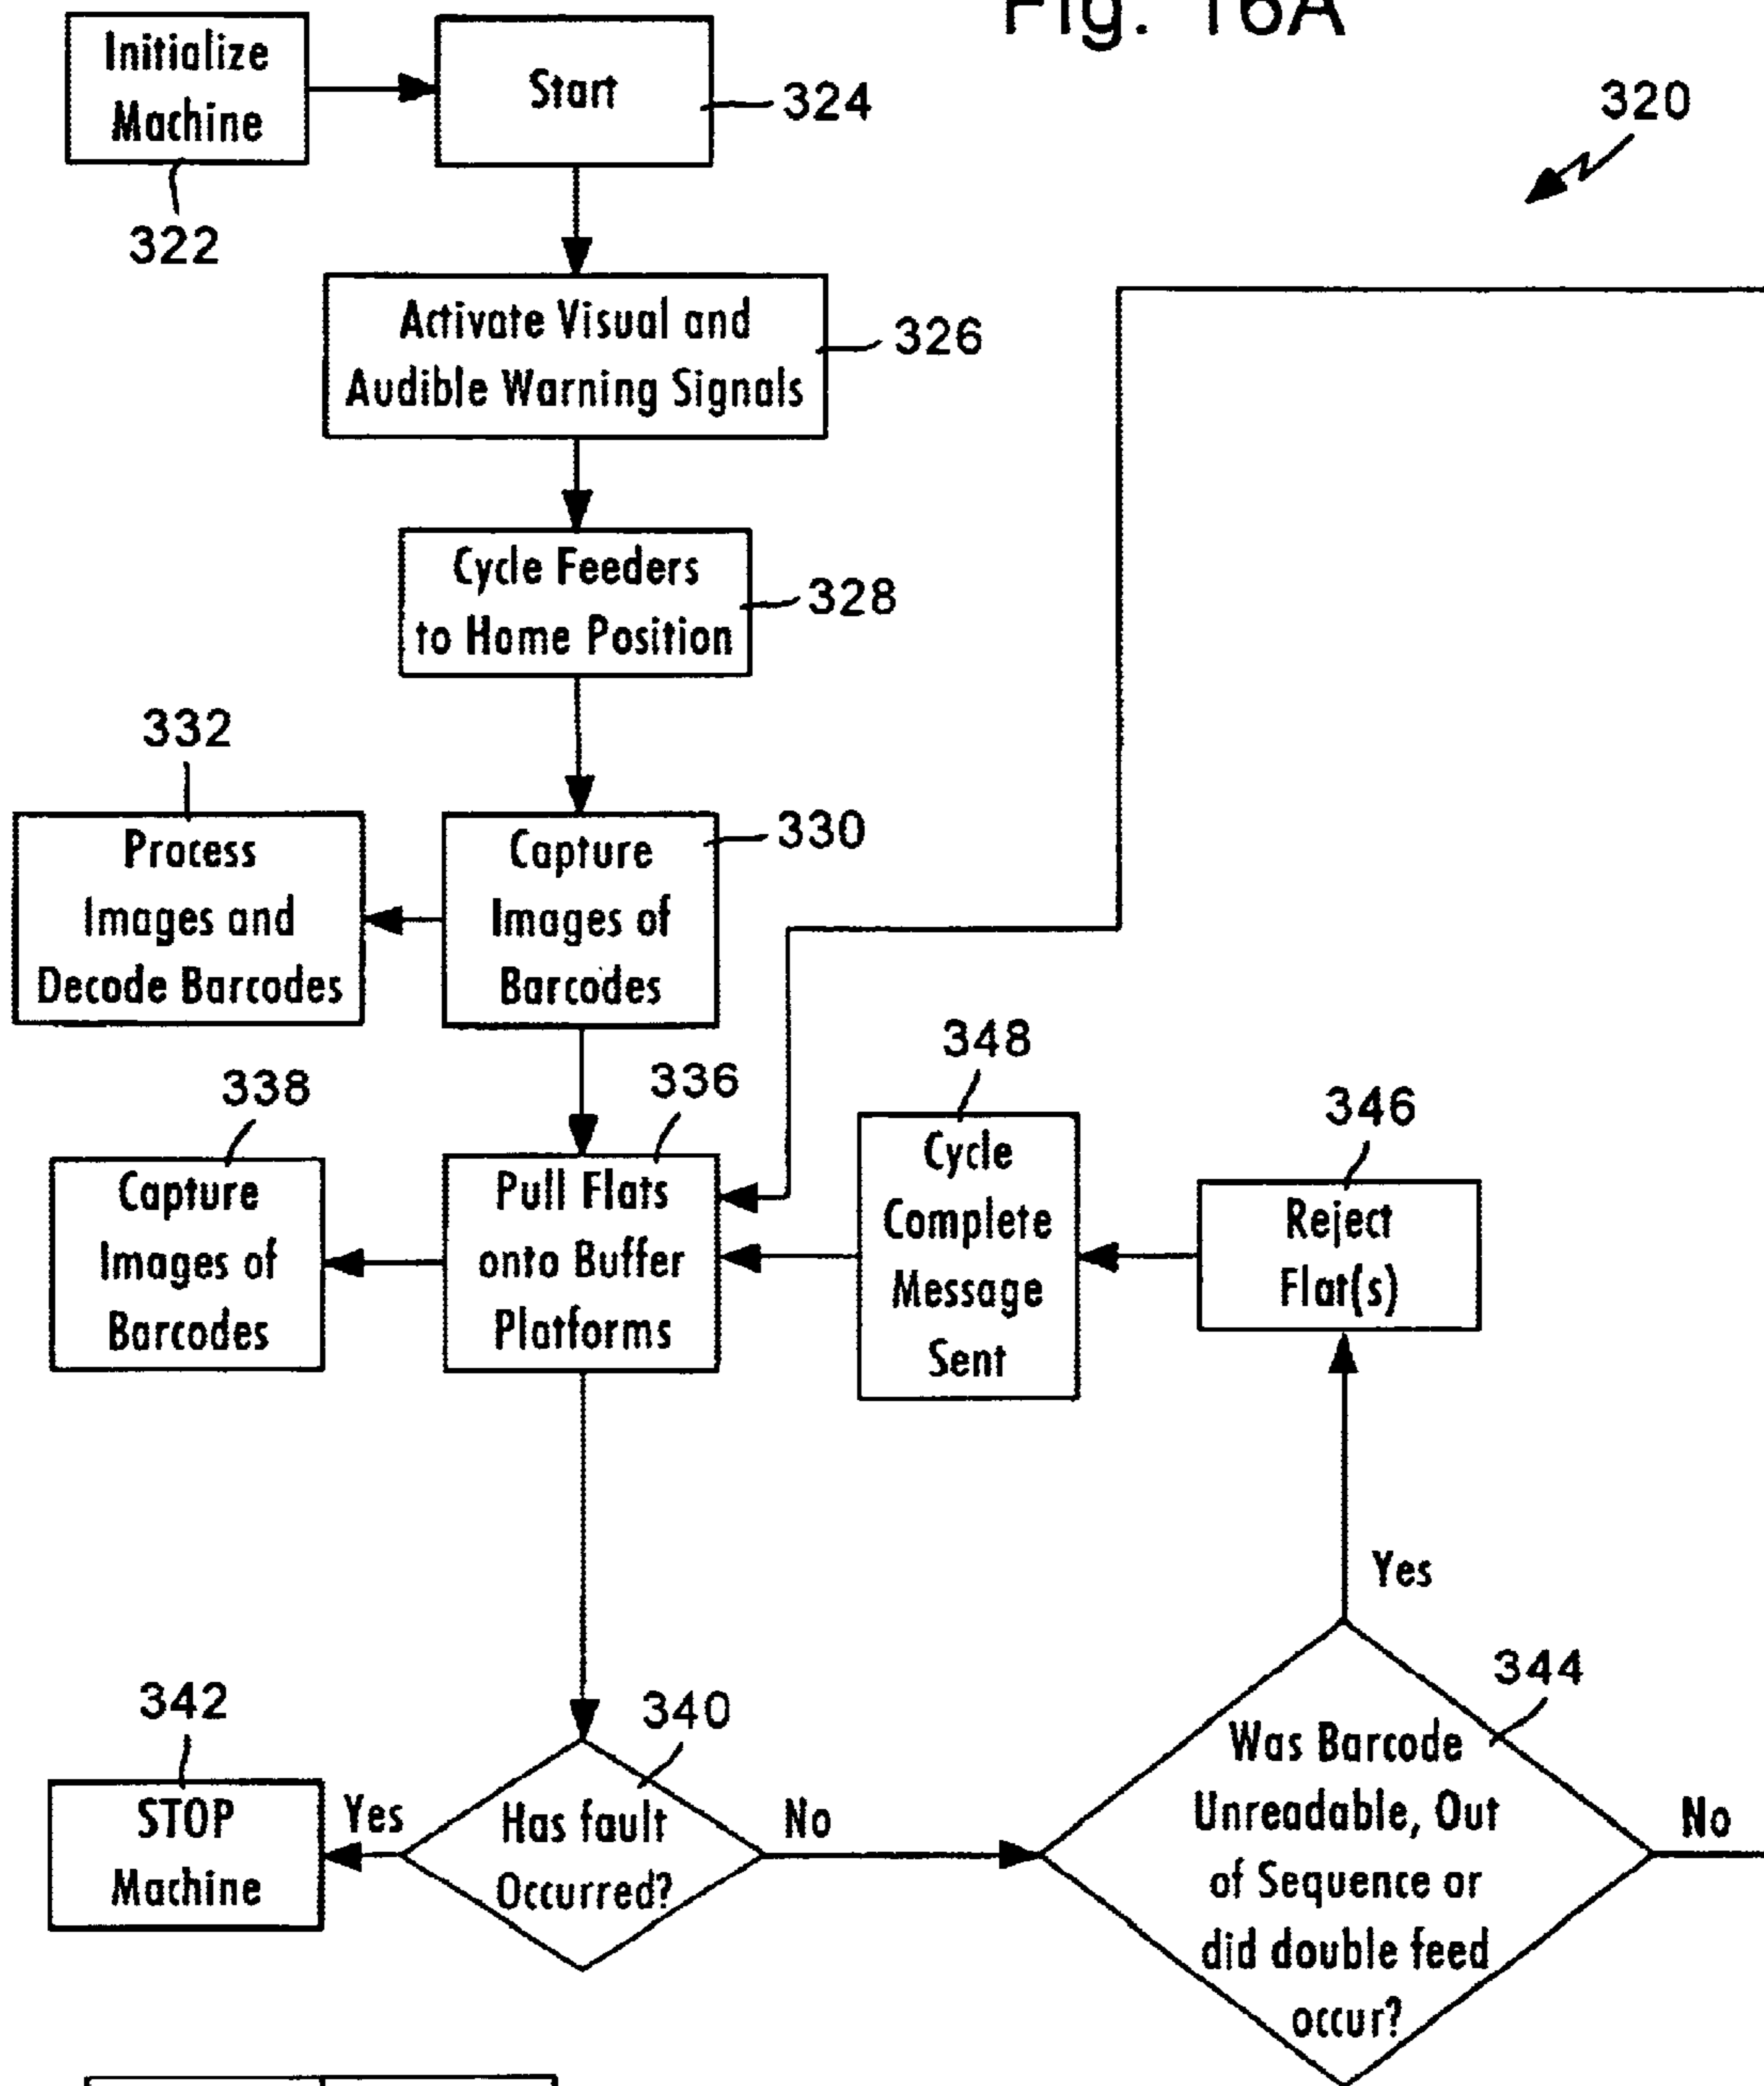 Fig. 16A
Initialize
Machine
322
Start
324
320
Activate Visual and
Audible Warning Signals
326
Cycle Feeders
to Home Position
328
332
Process
Images and
Decode Barcodes
Capture
Images of
Barcodes
330
338
Capture
Images of
Barcodes
336
Pull Flats
onto Buffer
Platforms
348
Cycle
Complete
Message
Sent
346
Reject
Flat(s)
Yes
342
STOP
Machine
Yes
340
Has fault
Occurred?
No
344
Was Barcode
Unreadable, Out
of Sequence or
did double feed
occur?
No